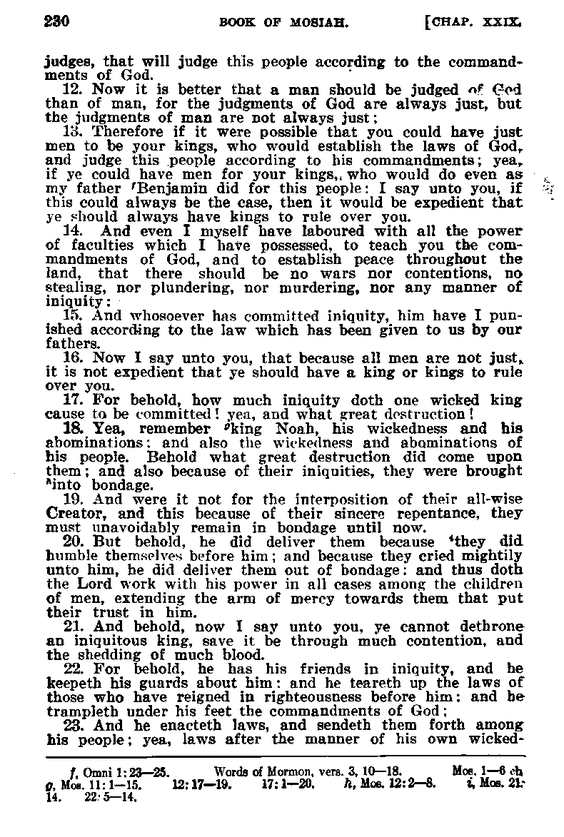 230 BOOK OF MOSIAH. [CHAP. XXIX.
judges, that will judge this people according to the command-
ments of God.
12. Now it is better that a man should be judged of God
than of man, for the judgments of God are always just, but
the judgments of man are not always just:
13. Therefore if it were possible that you could have just
men to be your kings, who would establish the laws of God,
and judge this people according to his commandments; yea,
if ye could have men for your kings, who would do even as
my father fBenjamin did for this people: I say unto you, if
this could always be the case, then it would be expedient that
ye should always have kings to rule over you.
14. And even I myself have laboured with all the power
of faculties which I have possessed, to teach you the com-
mandments of God, and to establish peace throughout the
land, that there should be no wars nor contentions, no
stealing, nor plundering, nor murdering, nor any manner of
iniquity:
15. And whosoever has committed iniquity, him have I pun-
ished according to the law which has been given to us by our
fathers.
16. Now I say unto you, that because all men are not just,
it is not expedient that ye should have a king or kings to rule
over you.
17. For behold, how much iniquity doth one wicked king
cause to be committed! yea, and what great destruction!
18. Yea, remember gking Noah, his wickedness and his
abominations: and also the wickedness and abominations of
his people. Behold what great destruction did come upon
them; and also because of their iniquities, they were brought
hinto bondage.
19. And were it not for the interposition of their all-wise
Creator, and this because of their sincere repentance, they
must unavoidably remain in bondage until now.
20. But behold, he did deliver them because ithey did
humble themselves before him; and because they cried mightily
unto him, he did deliver them out of bondage: and thus doth
the Lord work with his power in all cases among the children
of men, extending the arm of mercy towards them that put
their trust in him.
21. And behold, now I say unto you, ye cannot dethrone
an iniquitous king, save it be through much contention, and
the shedding of much blood.
22. For behold, he has his friends in iniquity, and he
keepeth his guards about him: and he teareth up the laws of
those who have reigned in righteousness before him: and he
trampleth under his feet the commandments of God;
23. And he enacteth laws, and sendeth them forth among
his people; yea, laws after the manner of his own wicked-
f, Omni 1:23—25. Words of Mormon, vers. 3, 10—18. Mos. 1—6 ch
g, Mos. 11:1—15. 12:17—19. 17:1—20. h, Mos. 12:2—8. i, Mos. 21:
14. 22:5—14.